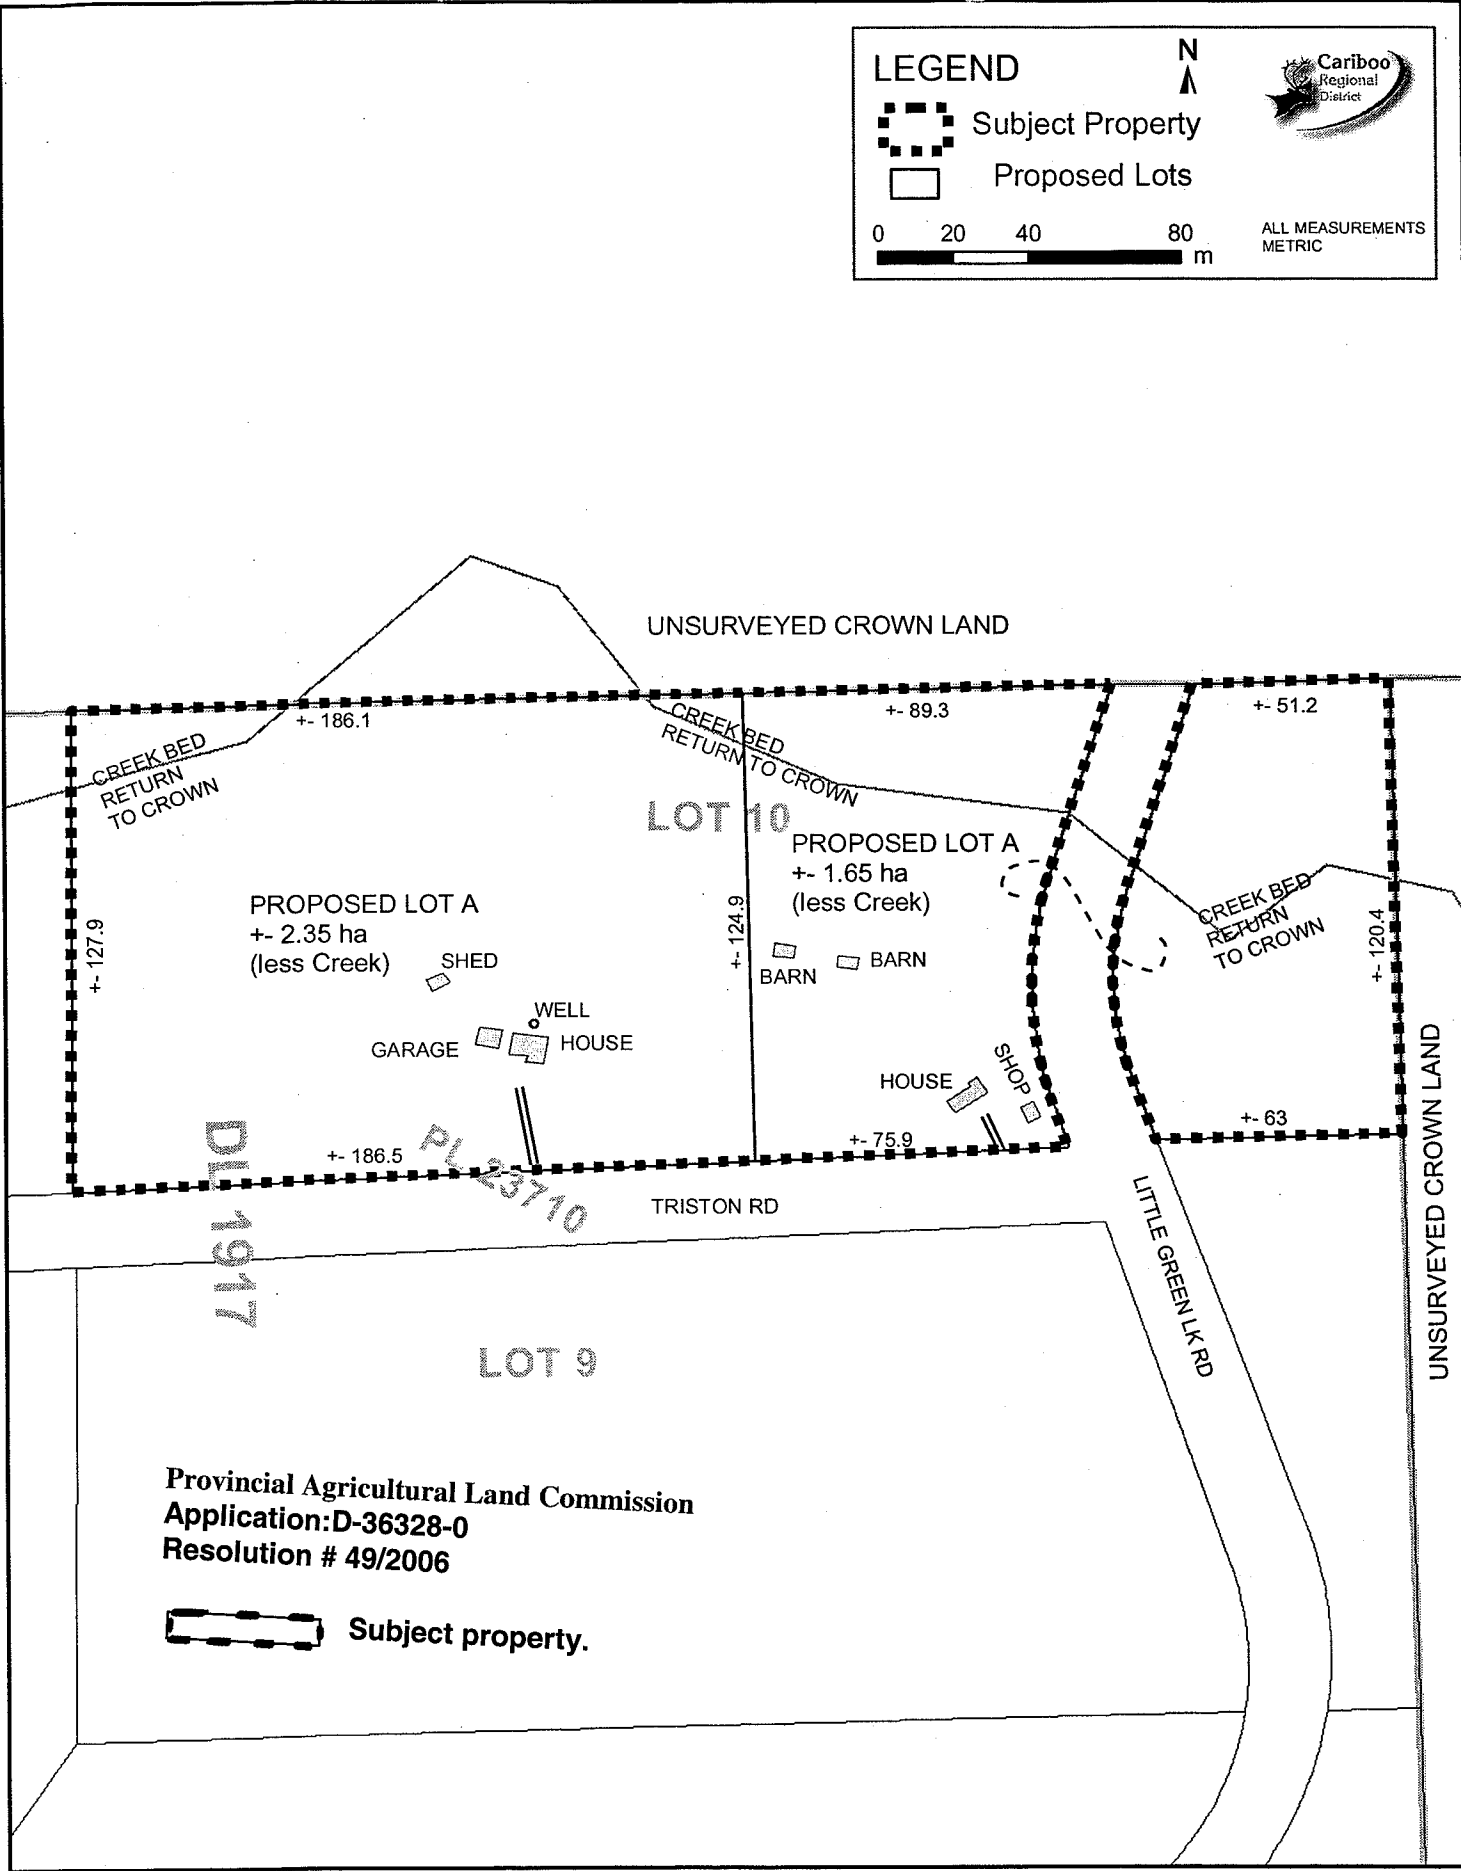 LEGEND
N
Cariboo
Regional
District
Subject Property
Proposed Lots
0 20 40 80
m
ALL MEASUREMENTS
METRIC
UNSURVEYED CROWN LAND
+- 186.1
+- 89.3
+- 51.2
CREEK BED
RETURN
TO CROWN
CREEK BED
RETURN TO CROWN
LOT 10
PROPOSED LOT A
+- 1.65 ha
(less Creek)
PROPOSED LOT A
+- 2.35 ha
(less Creek)
CREEK BED
RETURN
TO CROWN
+- 127.9
+- 124.9
+- 120.4
SHED
BARN
BARN
WELL
GARAGE
HOUSE
HOUSE
SHOP
+- 186.5
+- 75.9
+- 63
DL 1917
PL 23710
TRISTON RD
LITTLE GREEN LK RD
UNSURVEYED CROWN LAND
LOT 9
Provincial Agricultural Land Commission
Application:D-36328-0
Resolution # 49/2006
Subject property.